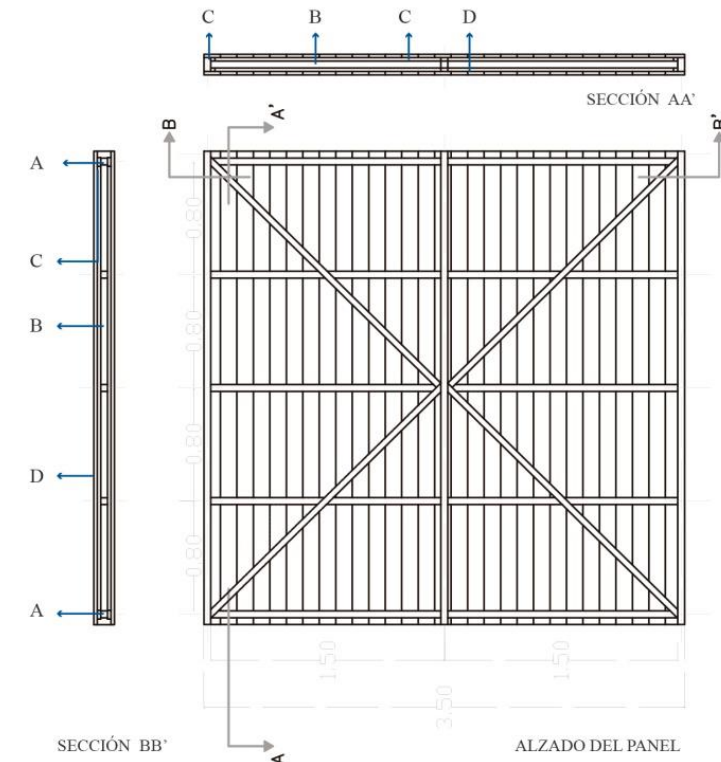 C B C D
SECCIÓN AA'
B A' B'
A
C
B
D
A
0.80
0.80
0.80
0.80
1.50 1.50
3.50
SECCIÓN BB' A ALZADO DEL PANEL